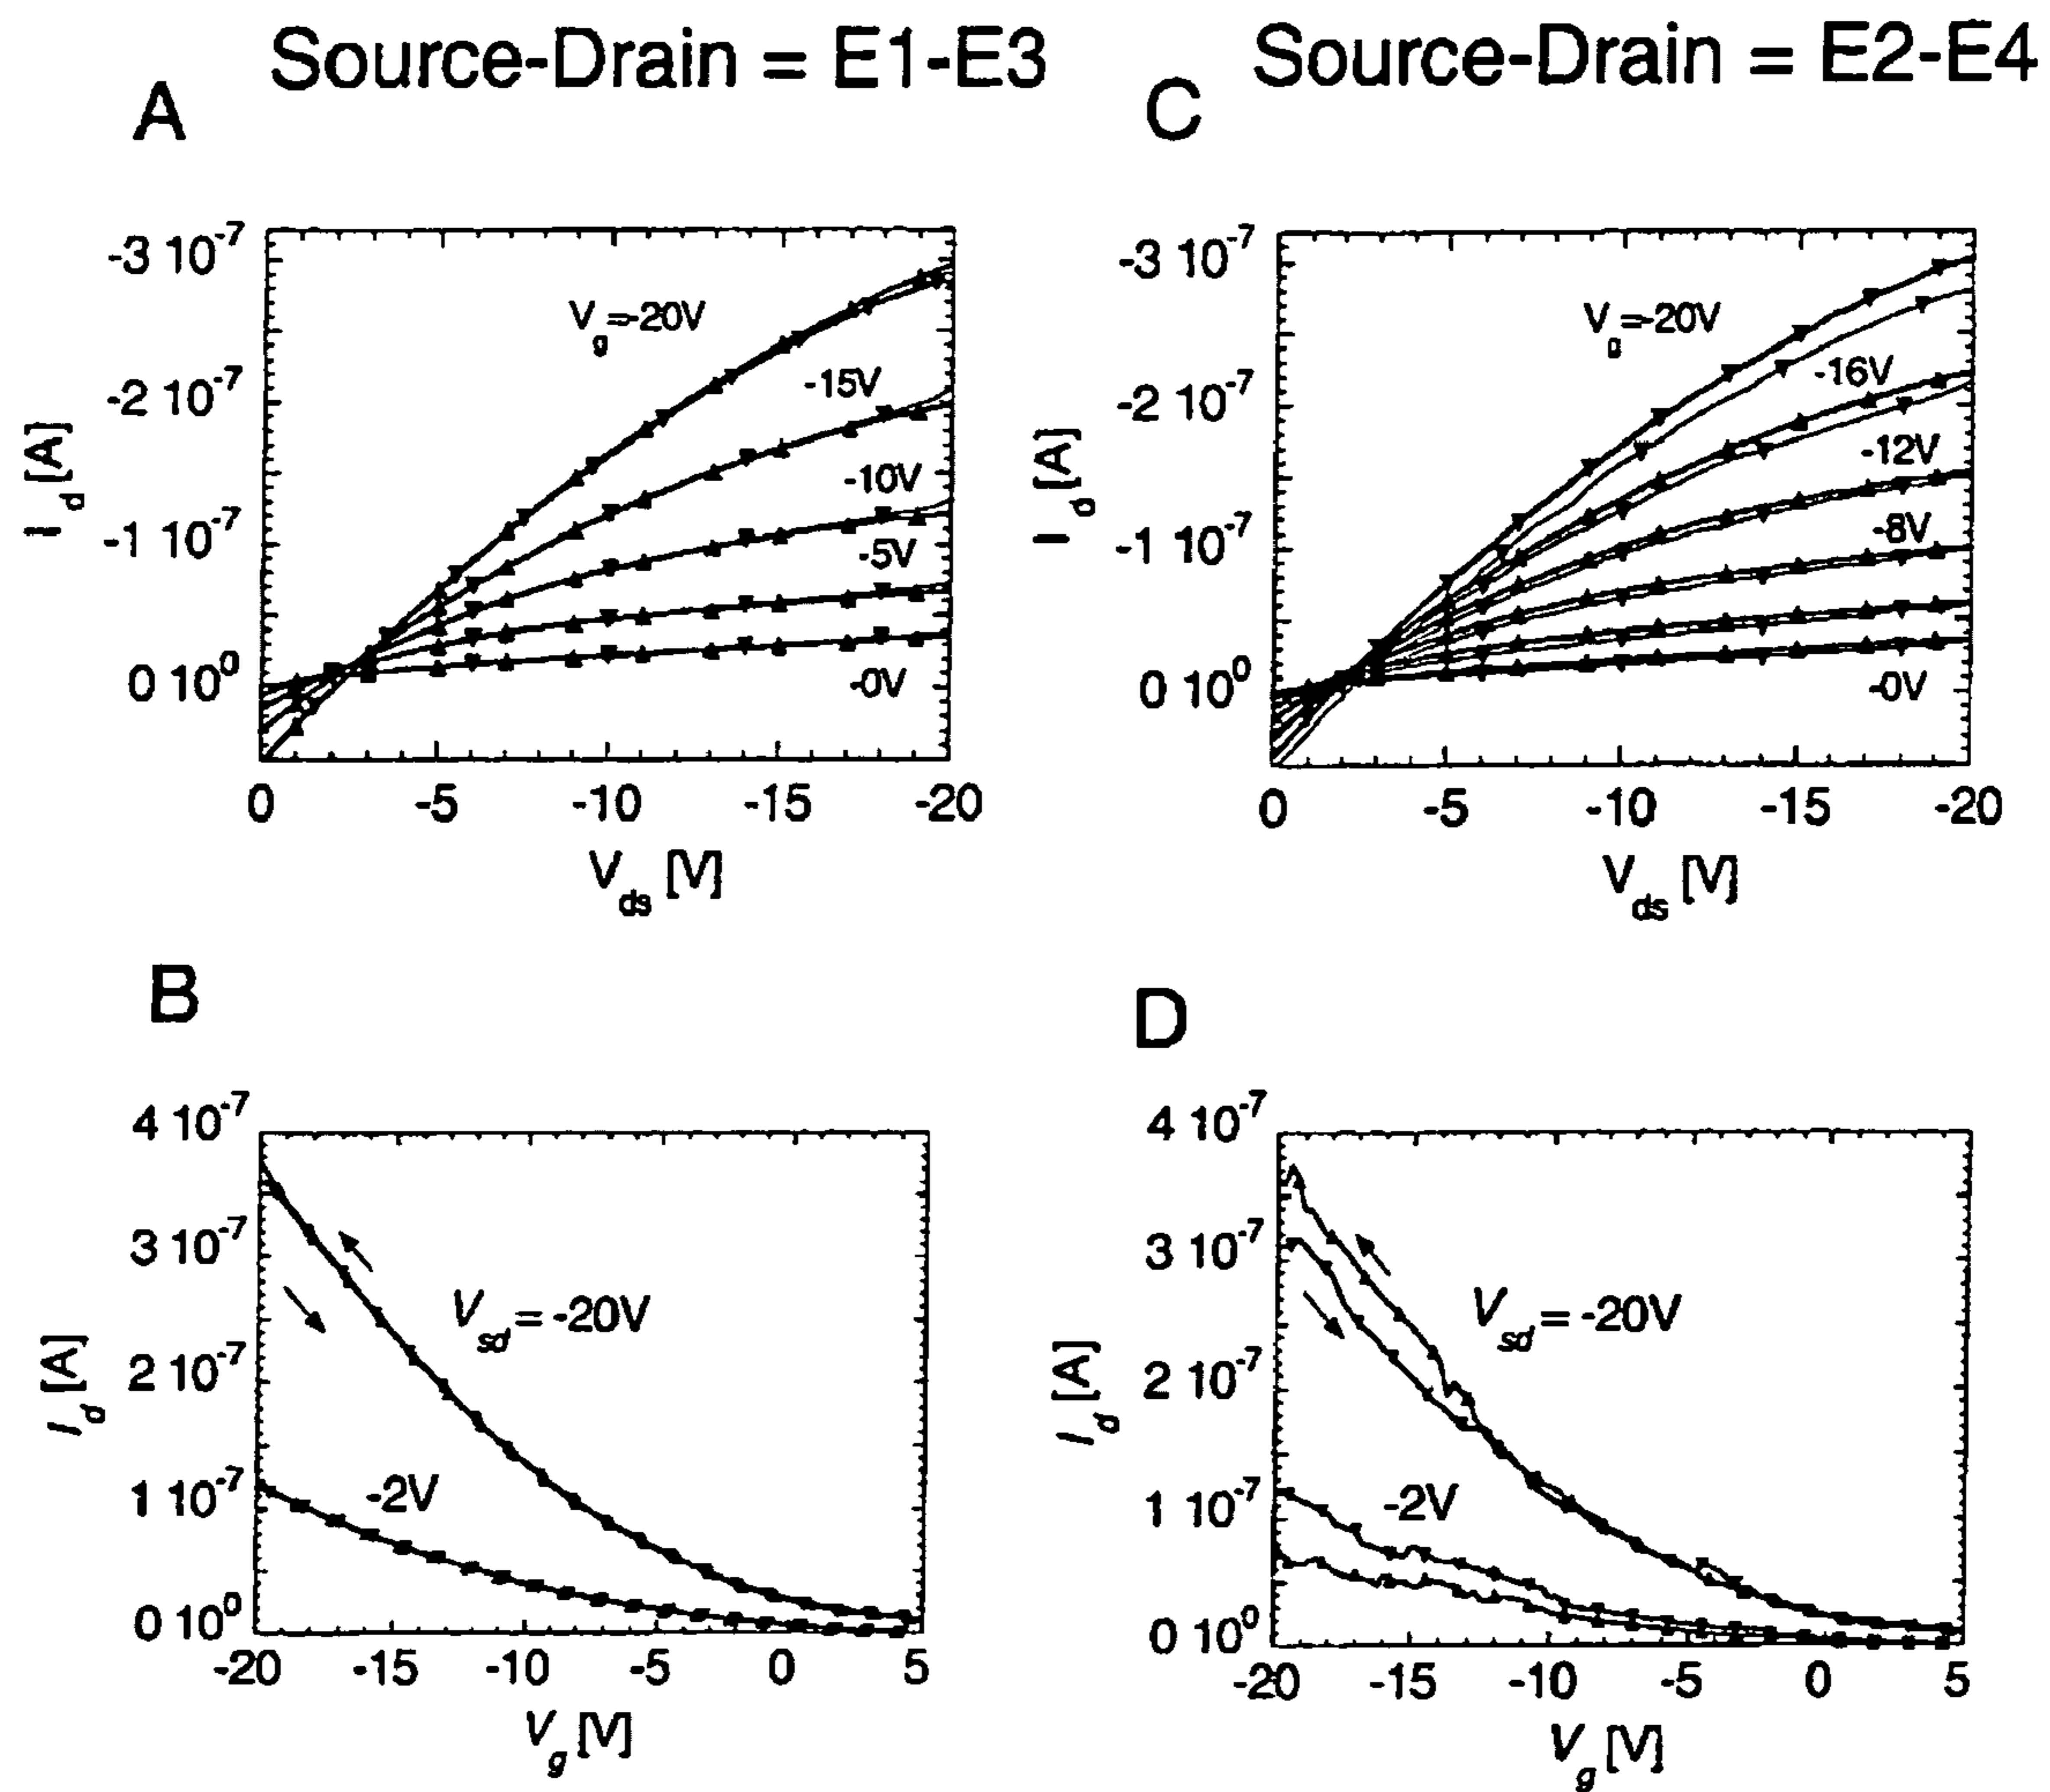 Source-Drain = E1-E3
Source-Drain = E2-E4
A
-3 10-7
-2 10-7
-1 10-7
0 100
Id [A]
Vg=-20V
-15V
-10V
-5V
-0V
0 -5 -10 -15 -20
Vds [V]
C
-3 10-7
-2 10-7
-1 10-7
0 100
Id [A]
Vg=-20V
-16V
-12V
-8V
-0V
0 -5 -10 -15 -20
Vds [V]
B
4 10-7
3 10-7
2 10-7
1 10-7
0 100
Id [A]
Vsd = -20V
-2V
-20 -15 -10 -5 0 5
Vg [V]
D
4 10-7
3 10-7
2 10-7
1 10-7
0 100
Id [A]
Vsd = -20V
-2V
-20 -15 -10 -5 0 5
Vg [V]